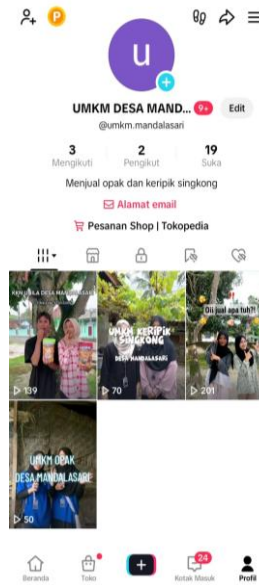 P
u
UMKM DESA MAND... 9+ Edit
@umkm.mandalasari
3 2 19
Mengikuti Pengikut Suka
Menjual opak dan keripik singkong
Alamat email
Pesanan Shop | Tokopedia
139
UMKM KERIPIK
SINGKONG
DESA MANDALASARI
70
Oii jual apa tuh?!
201
UMKM OPAK
DESA MANDALASARI
50
24
Beranda Toko Kotak Masuk Profil